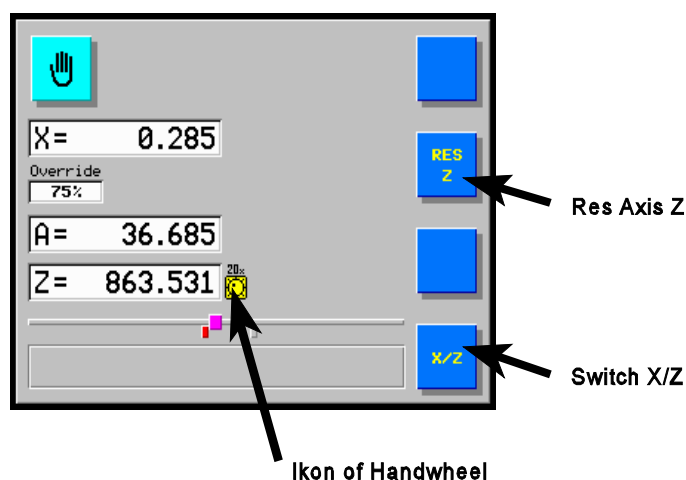 X= 0.285
Override
75%
A= 36.685
Z= 863.531
20x
RES
Z
X/Z
Res Axis Z
Switch X/Z
Ikon of Handwheel